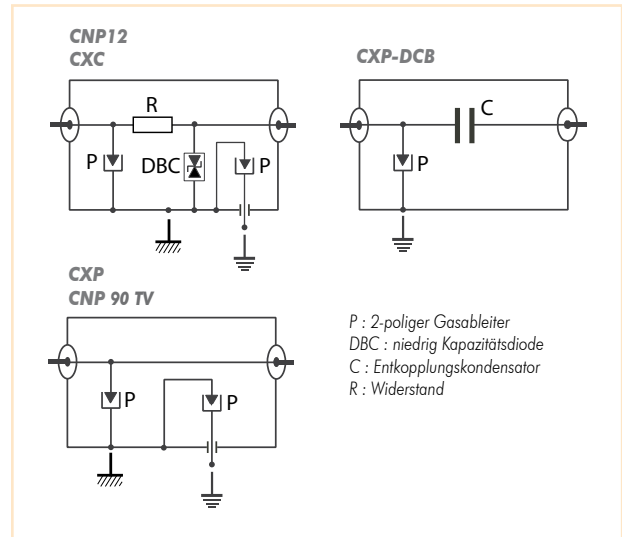 CNP12
CXC
R
P
DBC
P
CXP-DCB
C
P
CXP
CNP 90 TV
P
P
P : 2-poliger Gasableiter
DBC : niedrig Kapazitätsdiode
C : Entkopplungskondensator
R : Widerstand